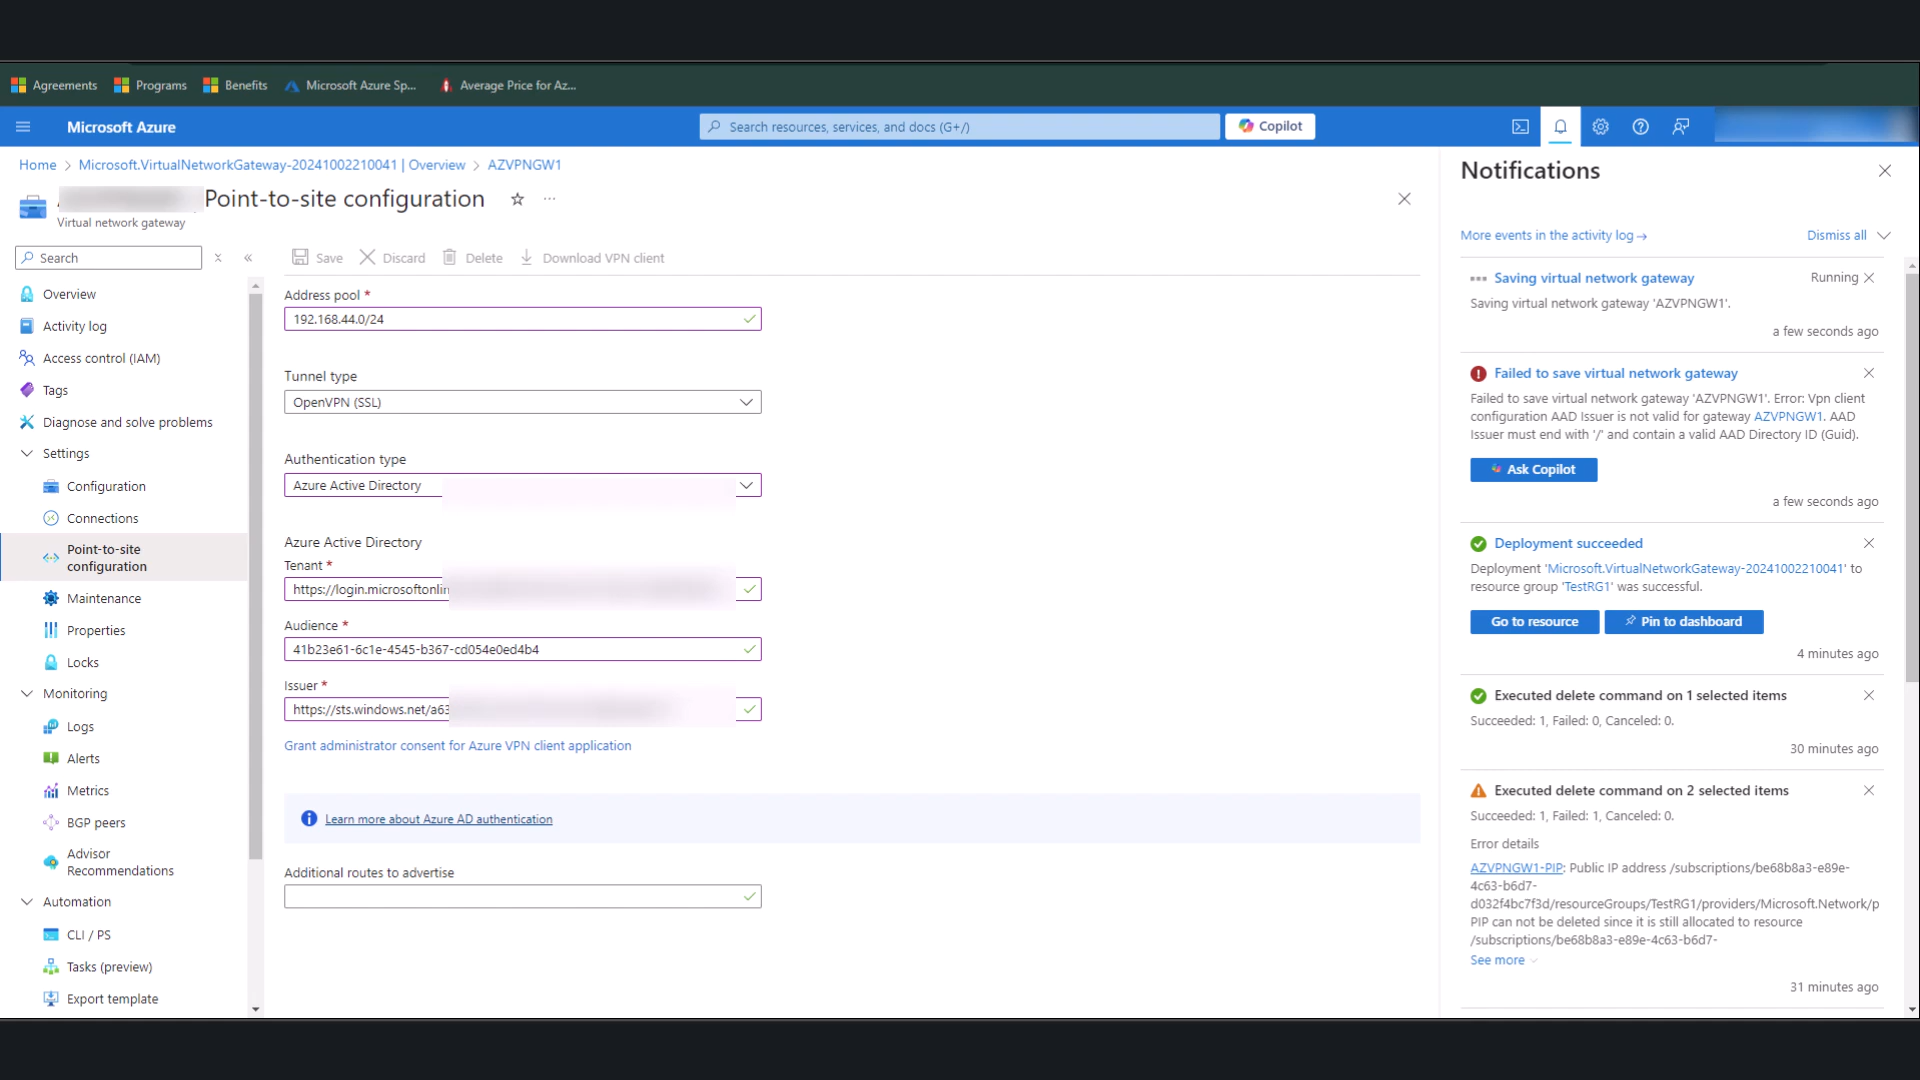 Agreements
Programs
Benefits
Microsoft Azure Sp...
Average Price for Az...
Microsoft Azure
Search resources, services, and docs (G+/)
Copilot
Home > Microsoft.VirtualNetworkGateway-20241002210041 | Overview > AZVPNGW1
Point-to-site configuration
Virtual network gateway
Search
Overview
Activity log
Access control (IAM)
Tags
Diagnose and solve problems
Settings
Configuration
Connections
Point-to-site
configuration
Maintenance
Properties
Locks
Monitoring
Logs
Alerts
Metrics
BGP peers
Advisor
Recommendations
Automation
CLI / PS
Tasks (preview)
Export template
Save
Discard
Delete
Download VPN client
Address pool *
192.168.44.0/24
Tunnel type
OpenVPN (SSL)
Authentication type
Azure Active Directory
Azure Active Directory
Tenant *
https://login.microsoftonlin
Audience *
41b23e61-6c1e-4545-b367-cd054e0ed4b4
Issuer *
https://sts.windows.net/a63
Grant administrator consent for Azure VPN client application
Learn more about Azure AD authentication
Additional routes to advertise
Notifications
More events in the activity log →
Dismiss all
Saving virtual network gateway
Running
Saving virtual network gateway 'AZVPNGW1'.
a few seconds ago
Failed to save virtual network gateway
Failed to save virtual network gateway 'AZVPNGW1'. Error: Vpn client
configuration AAD Issuer is not valid for gateway AZVPNGW1. AAD
Issuer must end with '/' and contain a valid AAD Directory ID (Guid).
Ask Copilot
a few seconds ago
Deployment succeeded
Deployment 'Microsoft.VirtualNetworkGateway-20241002210041' to
resource group 'TestRG1' was successful.
Go to resource
Pin to dashboard
4 minutes ago
Executed delete command on 1 selected items
Succeeded: 1, Failed: 0, Canceled: 0.
30 minutes ago
Executed delete command on 2 selected items
Succeeded: 1, Failed: 1, Canceled: 0.
Error details
AZVPNGW1-PIP: Public IP address /subscriptions/be68b8a3-e89e-
4c63-b6d7-
d032f4bc7f3d/resourceGroups/TestRG1/providers/Microsoft.Network/p
PIP can not be deleted since it is still allocated to resource
/subscriptions/be68b8a3-e89e-4c63-b6d7-
See more
31 minutes ago